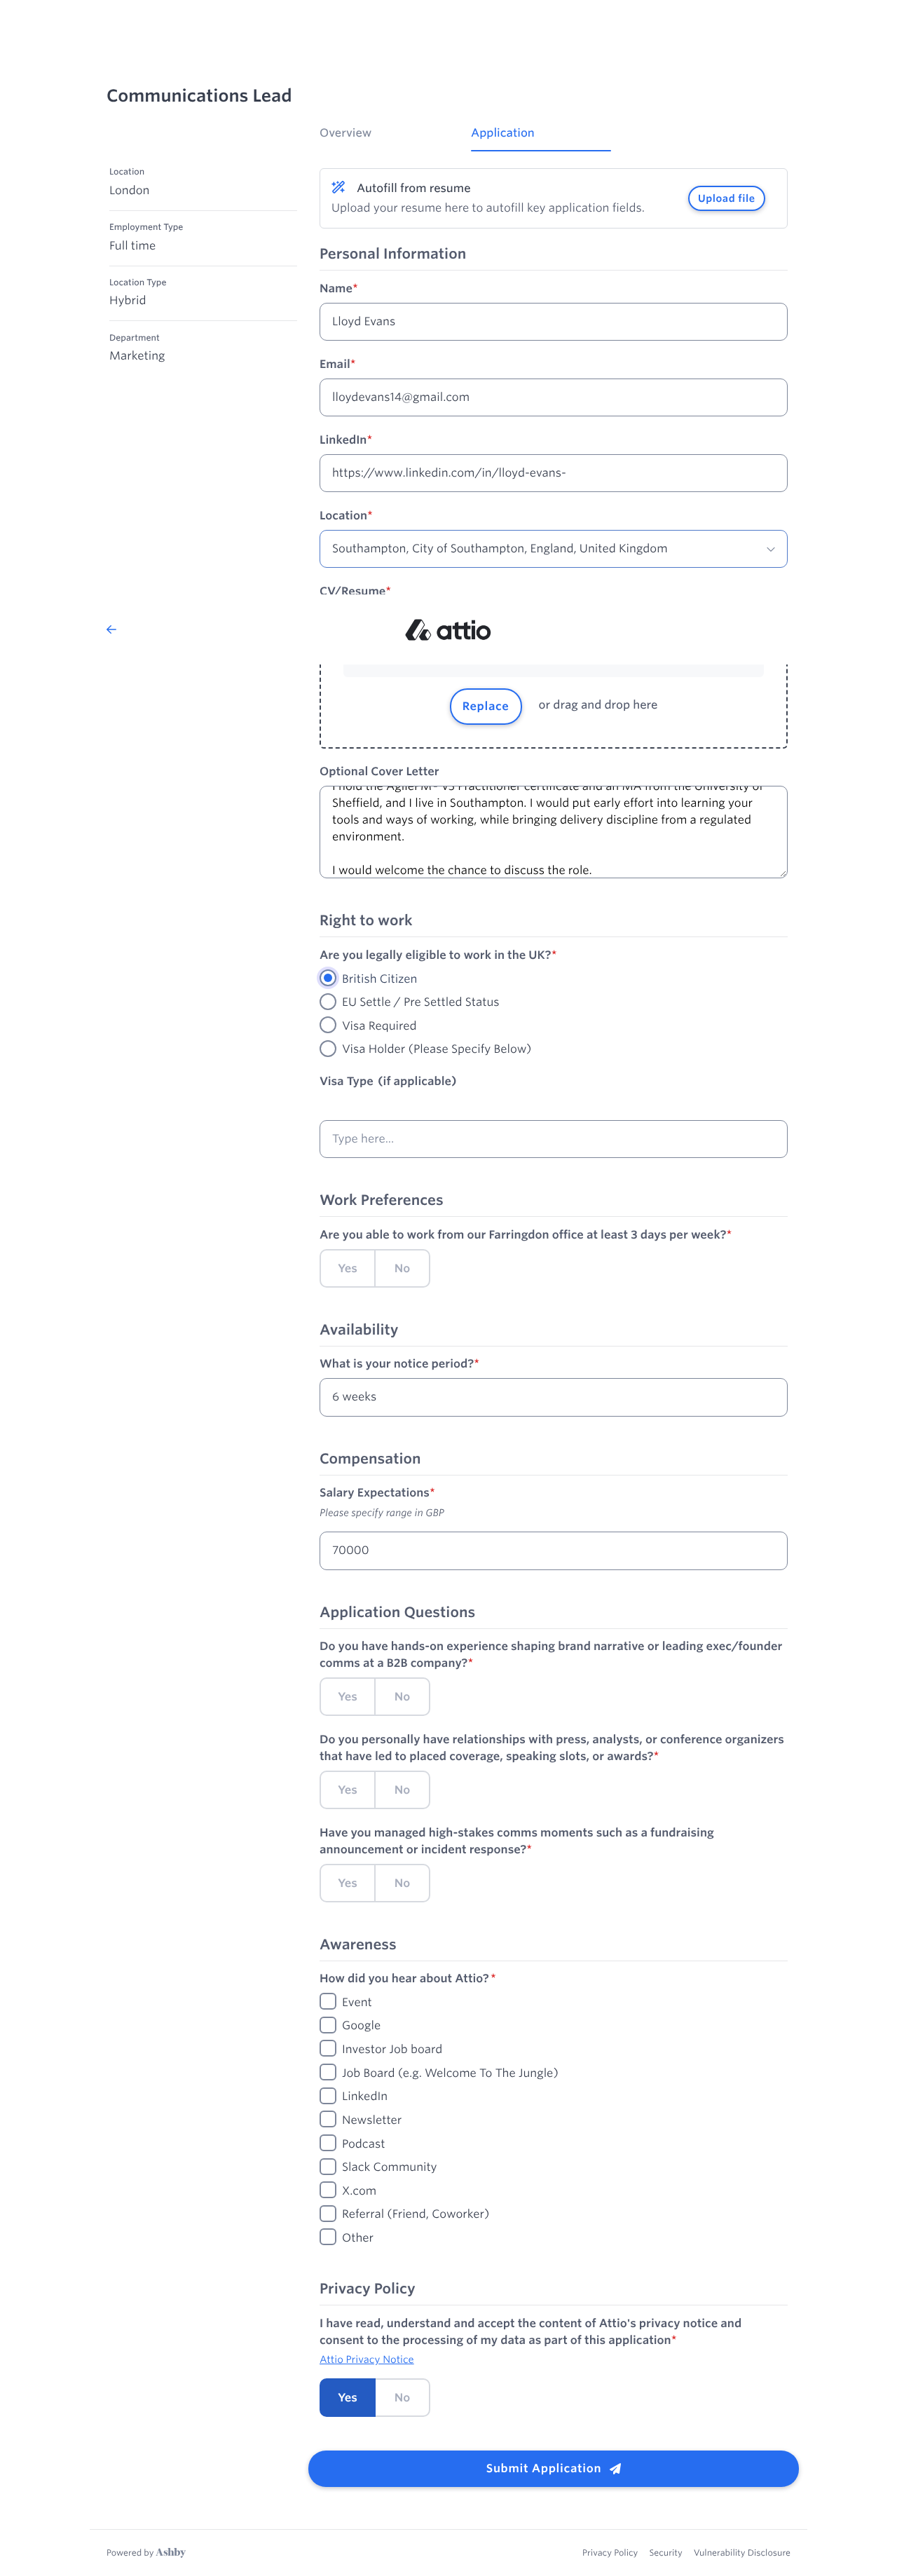 Communications Lead
Overview
Application
Location
London
Employment Type
Full time
Location Type
Hybrid
Department
Marketing
Autofill from resume
Upload your resume here to autofill key application fields.
Upload file
Personal Information
Name*
Lloyd Evans
Email*
lloydevans14@gmail.com
LinkedIn*
https://www.linkedin.com/in/lloyd-evans-
Location*
Southampton, City of Southampton, England, United Kingdom
CV/Resume*
attio
Replace
or drag and drop here
Optional Cover Letter
I hold the AgilePM® v3 Practitioner certificate and an MA from the University of
Sheffield, and I live in Southampton. I would put early effort into learning your
tools and ways of working, while bringing delivery discipline from a regulated
environment.
I would welcome the chance to discuss the role.
Right to work
Are you legally eligible to work in the UK?*
British Citizen
EU Settle / Pre Settled Status
Visa Required
Visa Holder (Please Specify Below)
Visa Type (if applicable)
Type here...
Work Preferences
Are you able to work from our Farringdon office at least 3 days per week?*
Yes
No
Availability
What is your notice period?*
6 weeks
Compensation
Salary Expectations*
Please specify range in GBP
70000
Application Questions
Do you have hands-on experience shaping brand narrative or leading exec/founder
comms at a B2B company?*
Yes
No
Do you personally have relationships with press, analysts, or conference organizers
that have led to placed coverage, speaking slots, or awards?*
Yes
No
Have you managed high-stakes comms moments such as a fundraising
announcement or incident response?*
Yes
No
Awareness
How did you hear about Attio?*
Event
Google
Investor Job board
Job Board (e.g. Welcome To The Jungle)
LinkedIn
Newsletter
Podcast
Slack Community
X.com
Referral (Friend, Coworker)
Other
Privacy Policy
I have read, understand and accept the content of Attio's privacy notice and
consent to the processing of my data as part of this application*
Attio Privacy Notice
Yes
No
Submit Application
Powered by Ashby
Privacy Policy
Security
Vulnerability Disclosure